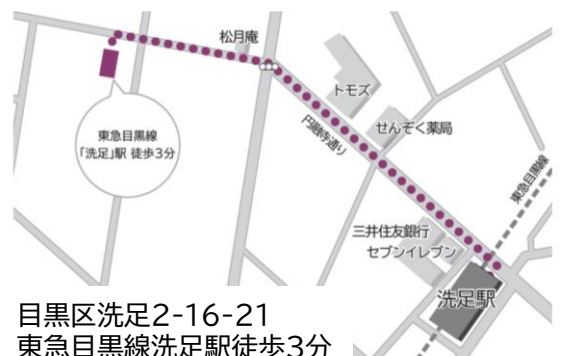 松月庵
トモズ
せんぞく薬局
円融寺通り
東急目黒線
東急目黒線
「洗足」駅 徒歩3分
三井住友銀行
セブンイレブン
洗足駅
目黒区洗足2-16-21
東急目黒線洗足駅徒歩3分